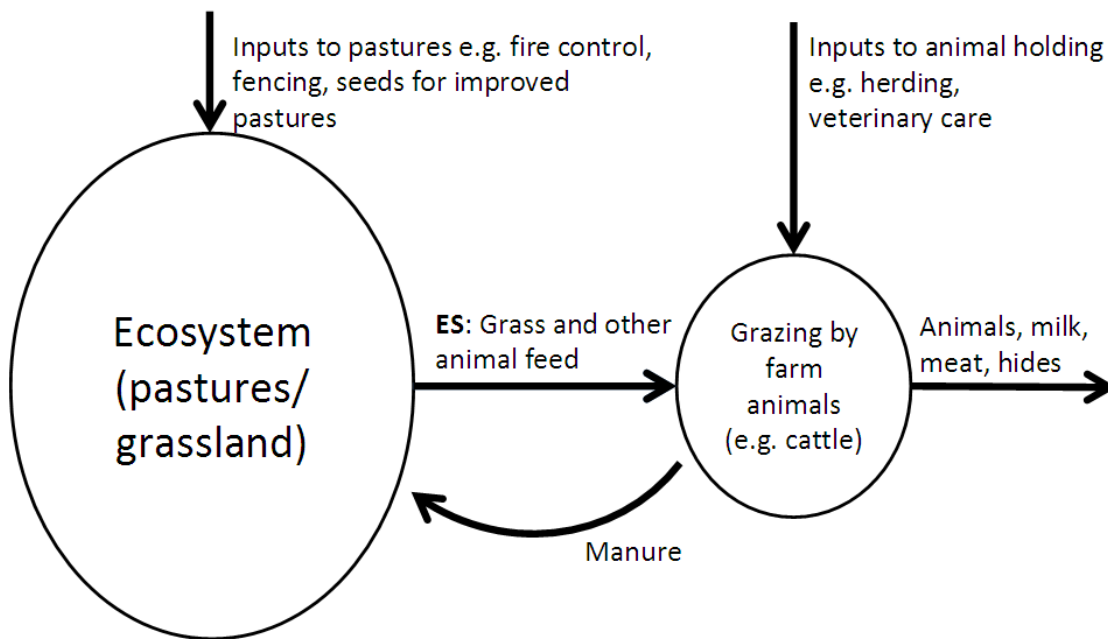 Inputs to pastures e.g. fire control,
fencing, seeds for improved
pastures
Inputs to animal holding
e.g. herding,
veterinary care
Ecosystem
(pastures/
grassland)
ES: Grass and other
animal feed
Grazing by
farm
animals
(e.g. cattle)
Animals, milk,
meat, hides
Manure